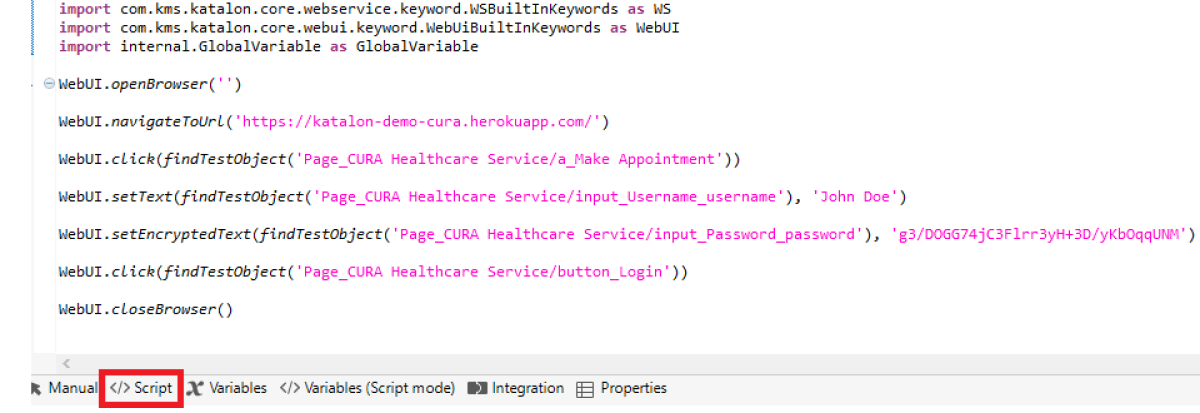 import com.kms.katalon.core.webservice.keyword.WSBuiltInKeywords as WS
import com.kms.katalon.core.webui.keyword.WebUiBuiltInKeywords as WebUI
import internal.GlobalVariable as GlobalVariable
WebUI.openBrowser('')
WebUI.navigateToUrl('https://katalon-demo-cura.herokuapp.com/')
WebUI.click(findTestObject('Page_CURA Healthcare Service/a_Make Appointment'))
WebUI.setText(findTestObject('Page_CURA Healthcare Service/input_Username_username'), 'John Doe')
WebUI.setEncryptedText(findTestObject('Page_CURA Healthcare Service/input_Password_password'), 'g3/DOGG74jC3Flrr3yH+3D/yKbOqqUNM')
WebUI.click(findTestObject('Page_CURA Healthcare Service/button_Login'))
WebUI.closeBrowser()
Manual </> Script Variables </> Variables (Script mode) Integration Properties